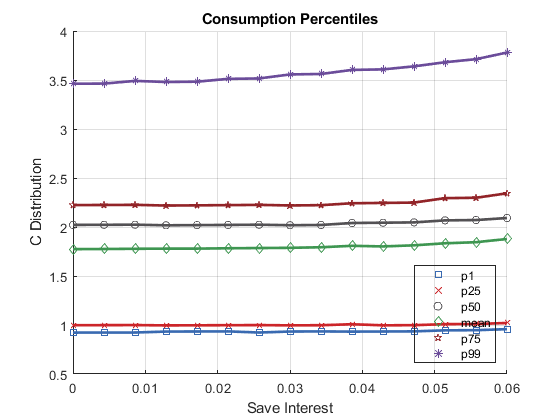 Consumption Percentiles
4
3.5
3
2.5
2
1.5
1
0.5
C Distribution
0
0.01
0.02
0.03
0.04
0.05
0.06
Save Interest
p1
p25
p50
mean
p75
p99